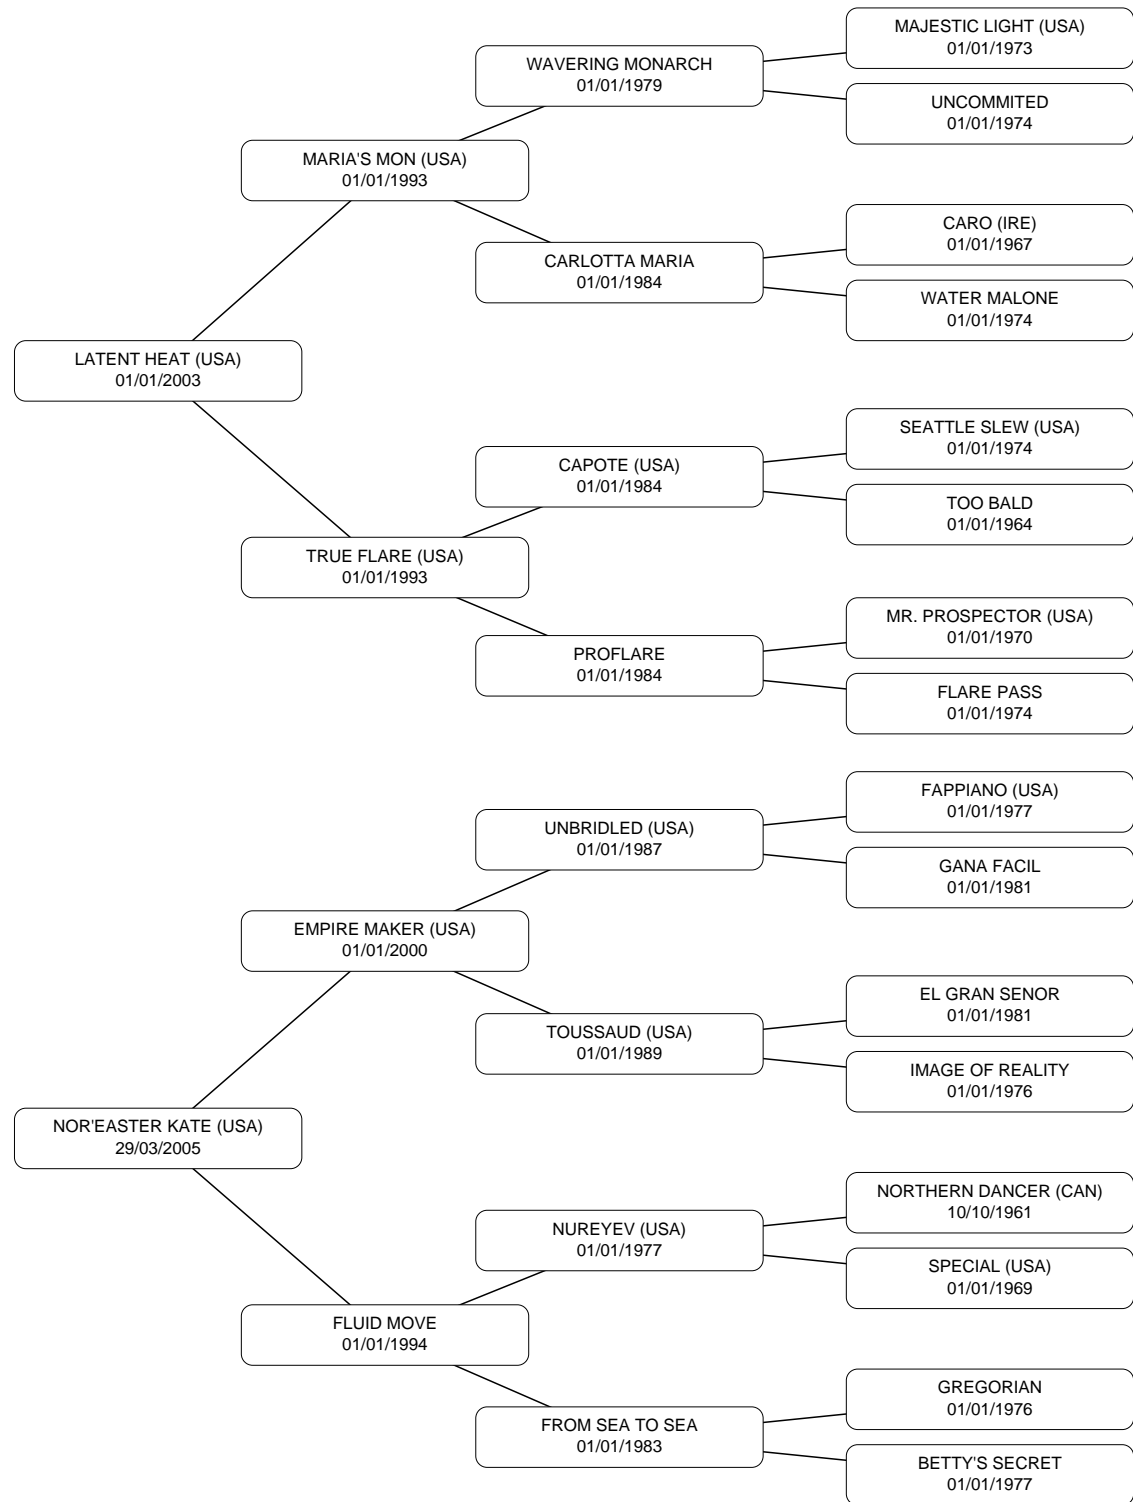 MAJESTIC LIGHT (USA)
01/01/1973
WAVERING MONARCH
01/01/1979
UNCOMMITED
01/01/1974
MARIA'S MON (USA)
01/01/1993
CARO (IRE)
01/01/1967
CARLOTTA MARIA
01/01/1984
WATER MALONE
01/01/1974
LATENT HEAT (USA)
01/01/2003
SEATTLE SLEW (USA)
01/01/1974
CAPOTE (USA)
01/01/1984
TOO BALD
01/01/1964
TRUE FLARE (USA)
01/01/1993
MR. PROSPECTOR (USA)
01/01/1970
PROFLARE
01/01/1984
FLARE PASS
01/01/1974
FAPPIANO (USA)
01/01/1977
UNBRIDLED (USA)
01/01/1987
GANA FACIL
01/01/1981
EMPIRE MAKER (USA)
01/01/2000
EL GRAN SENOR
01/01/1981
TOUSSAUD (USA)
01/01/1989
IMAGE OF REALITY
01/01/1976
NOR'EASTER KATE (USA)
29/03/2005
NORTHERN DANCER (CAN)
10/10/1961
NUREYEV (USA)
01/01/1977
SPECIAL (USA)
01/01/1969
FLUID MOVE
01/01/1994
GREGORIAN
01/01/1976
FROM SEA TO SEA
01/01/1983
BETTY'S SECRET
01/01/1977